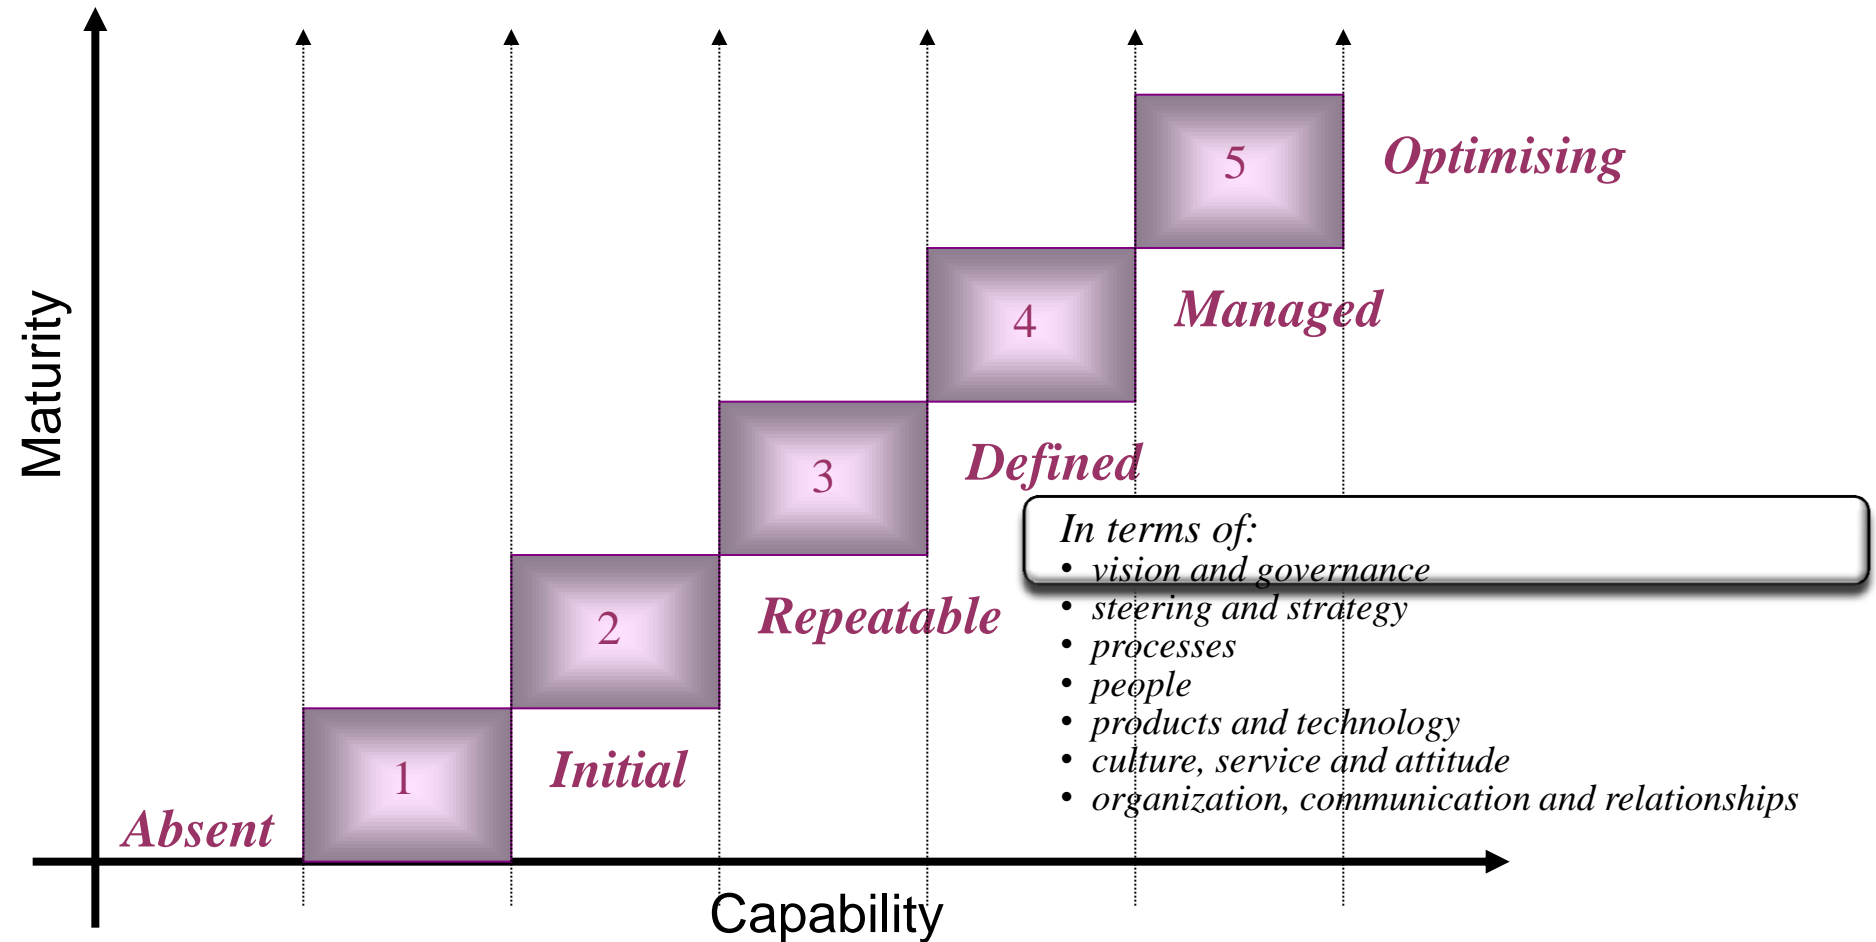 5
Optimising
4
Managed
Maturity
3
Defined
In terms of:
• vision and governance
• steering and strategy
• processes
• people
• products and technology
• culture, service and attitude
• organization, communication and relationships
2
Repeatable
1
Initial
Absent
Capability